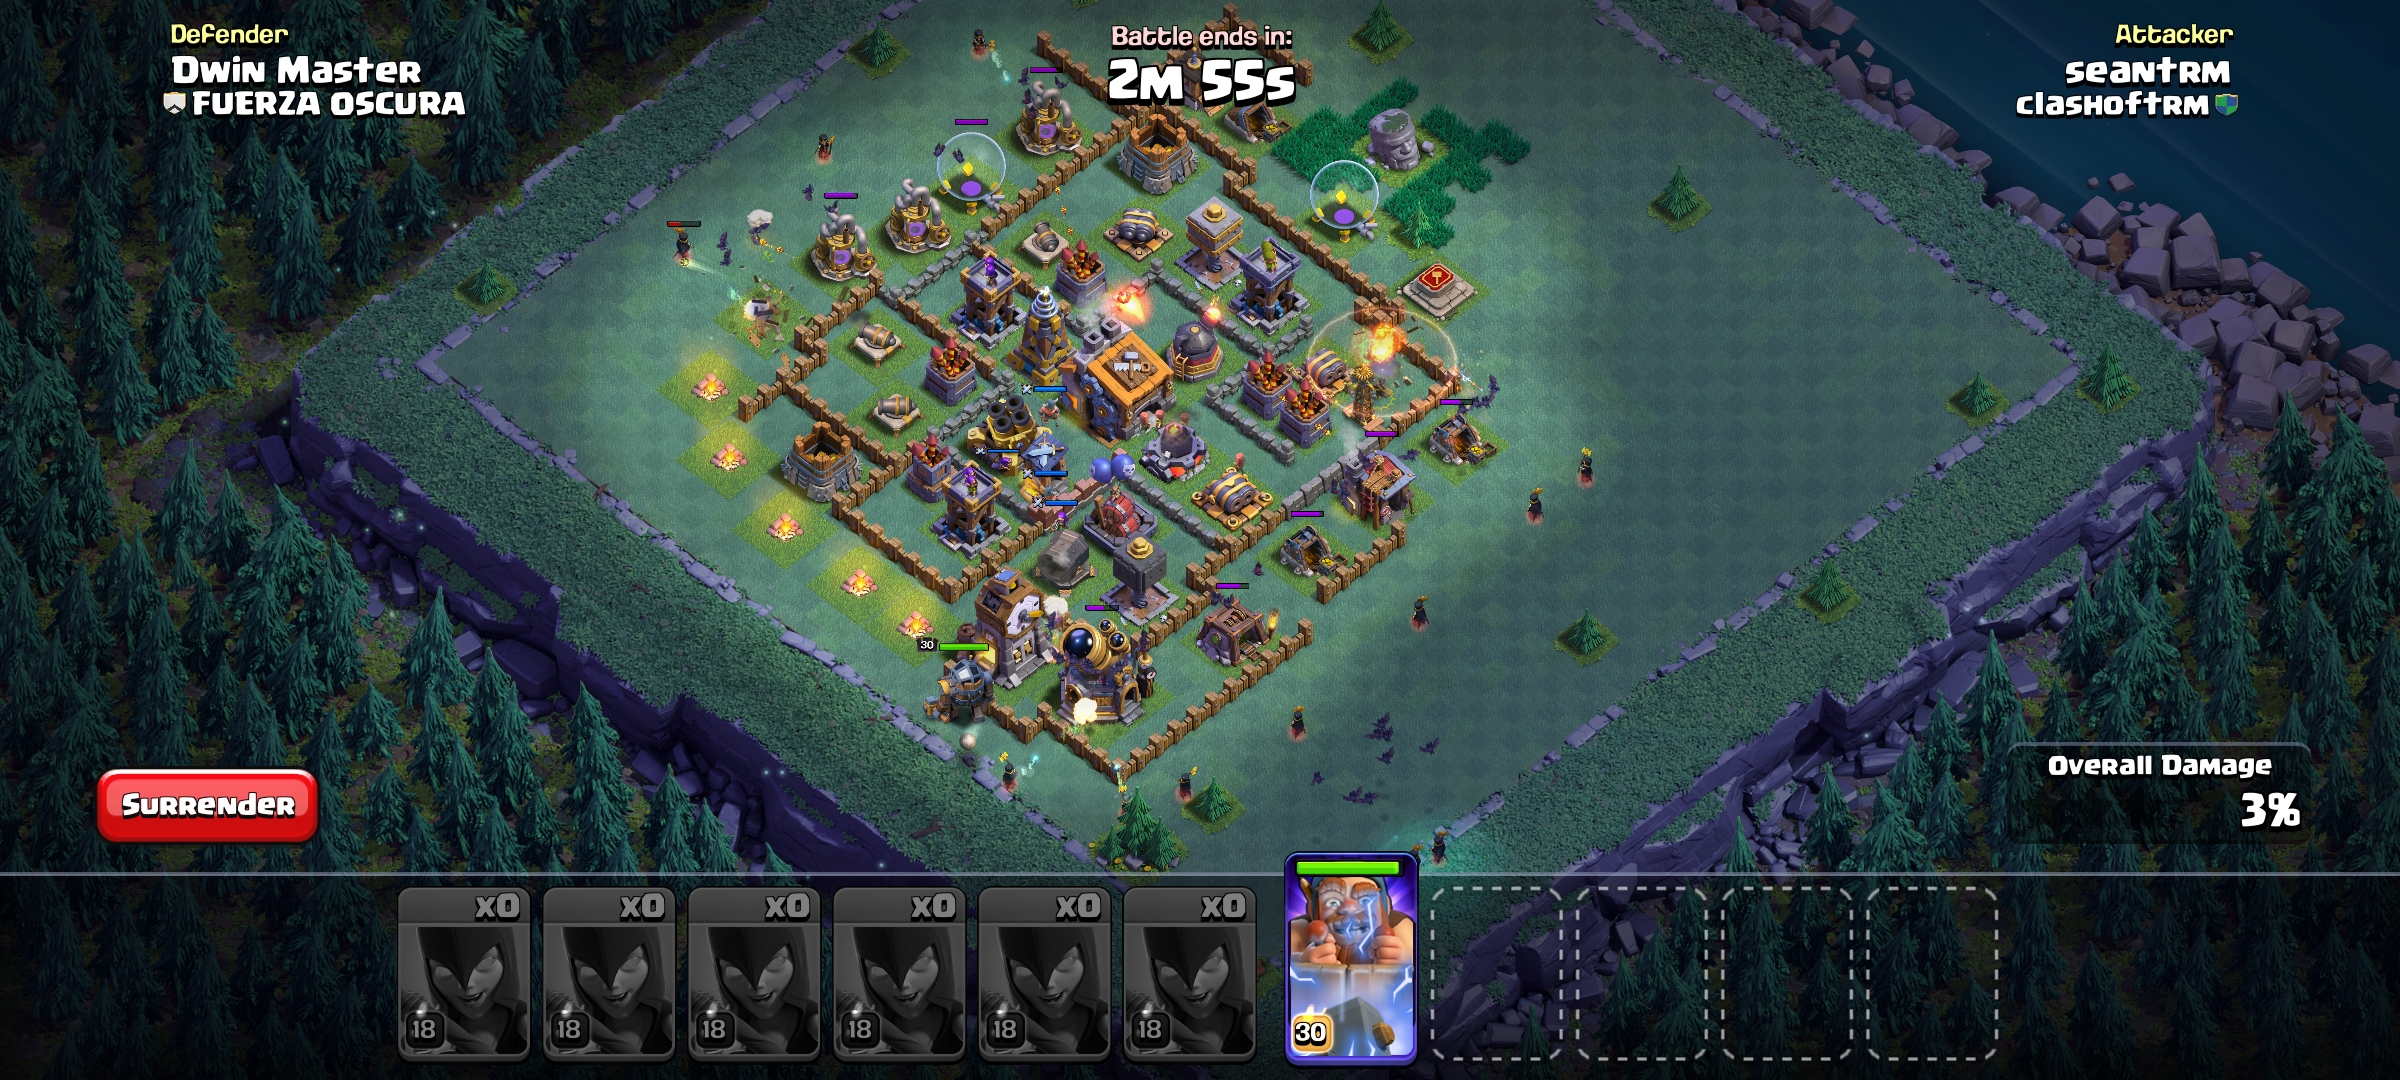 Defender
Dwin Master
FUERZA OSCURA
Battle ends in:
2M 55s
Attacker
seantrm
clashoftrm
30
Surrender
Overall Damage
3%
x0
x0
x0
x0
x0
x0
18
18
18
18
18
18
30